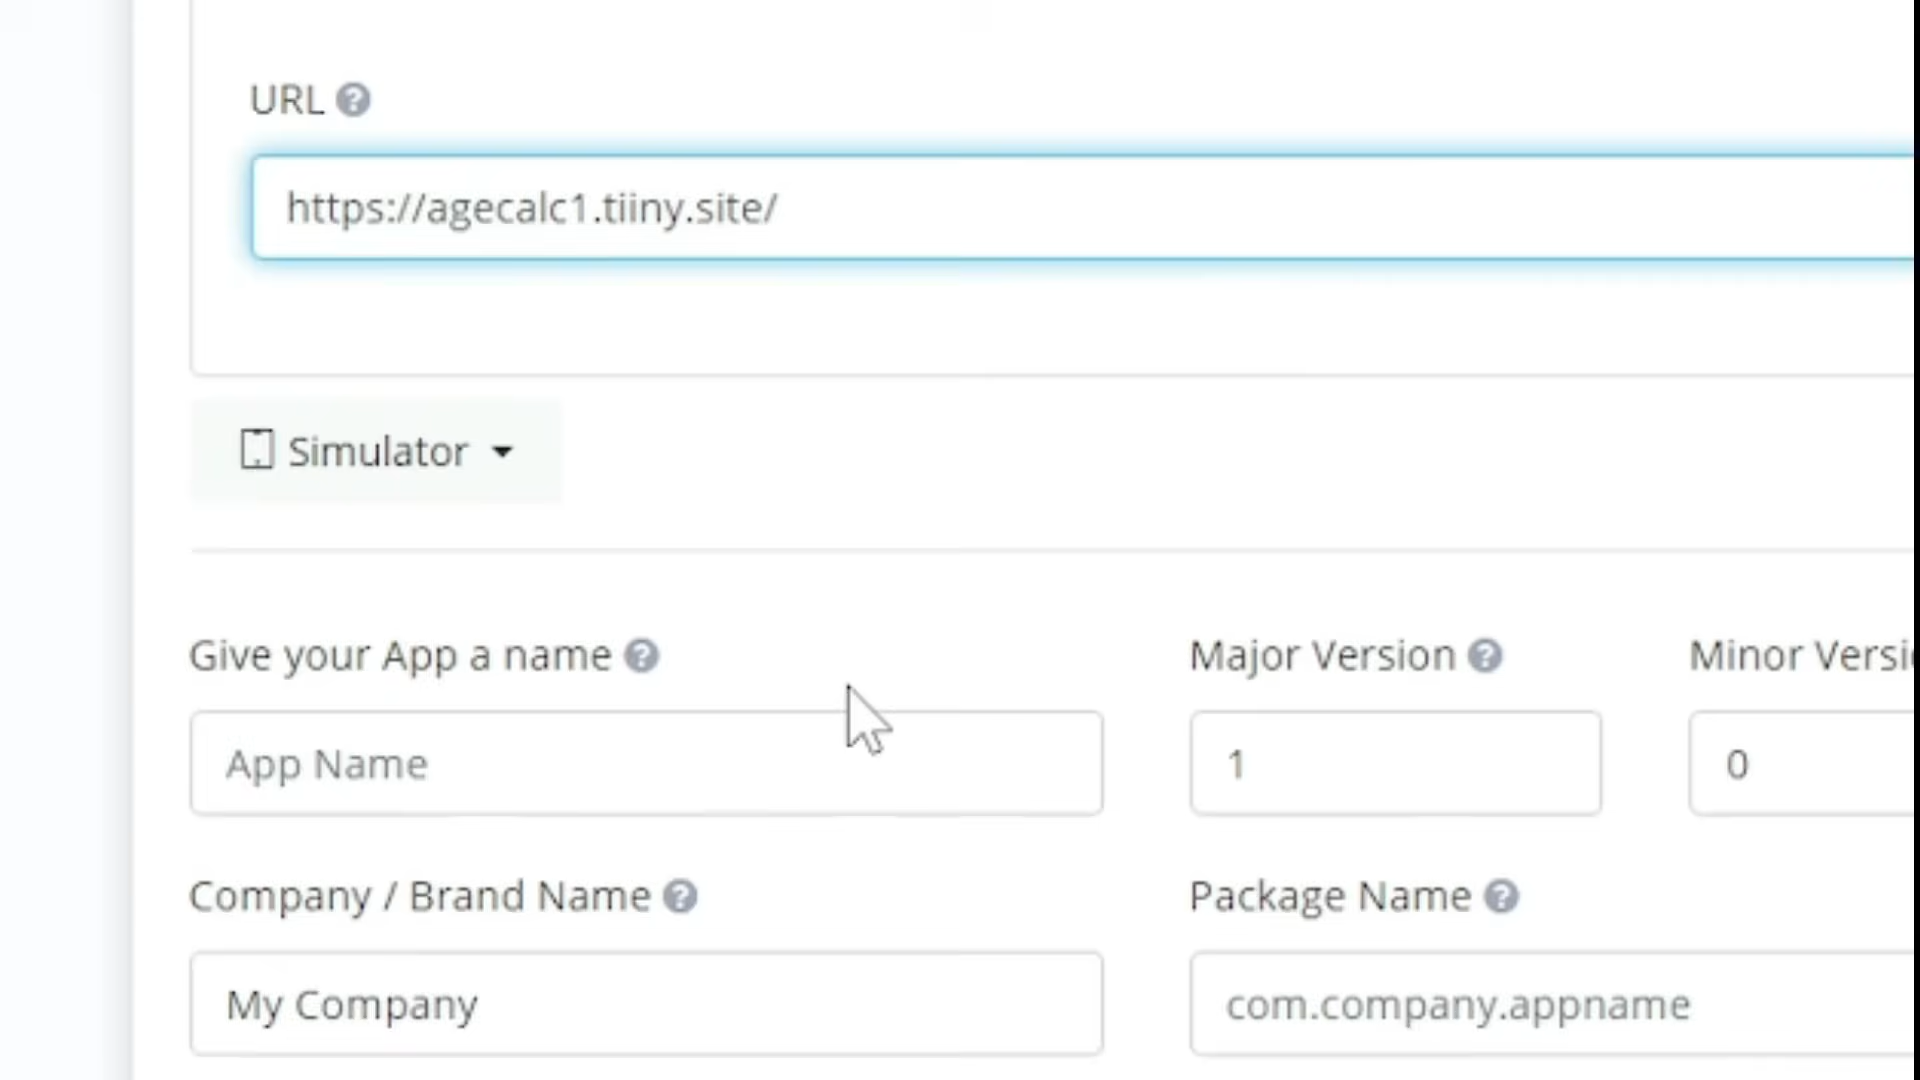 URL
https://agecalc1.tiiny.site/
Simulator
Give your App a name
Major Version
Minor
App Name
1
0
Company / Brand Name
Package Name
My Company
com.company.appname